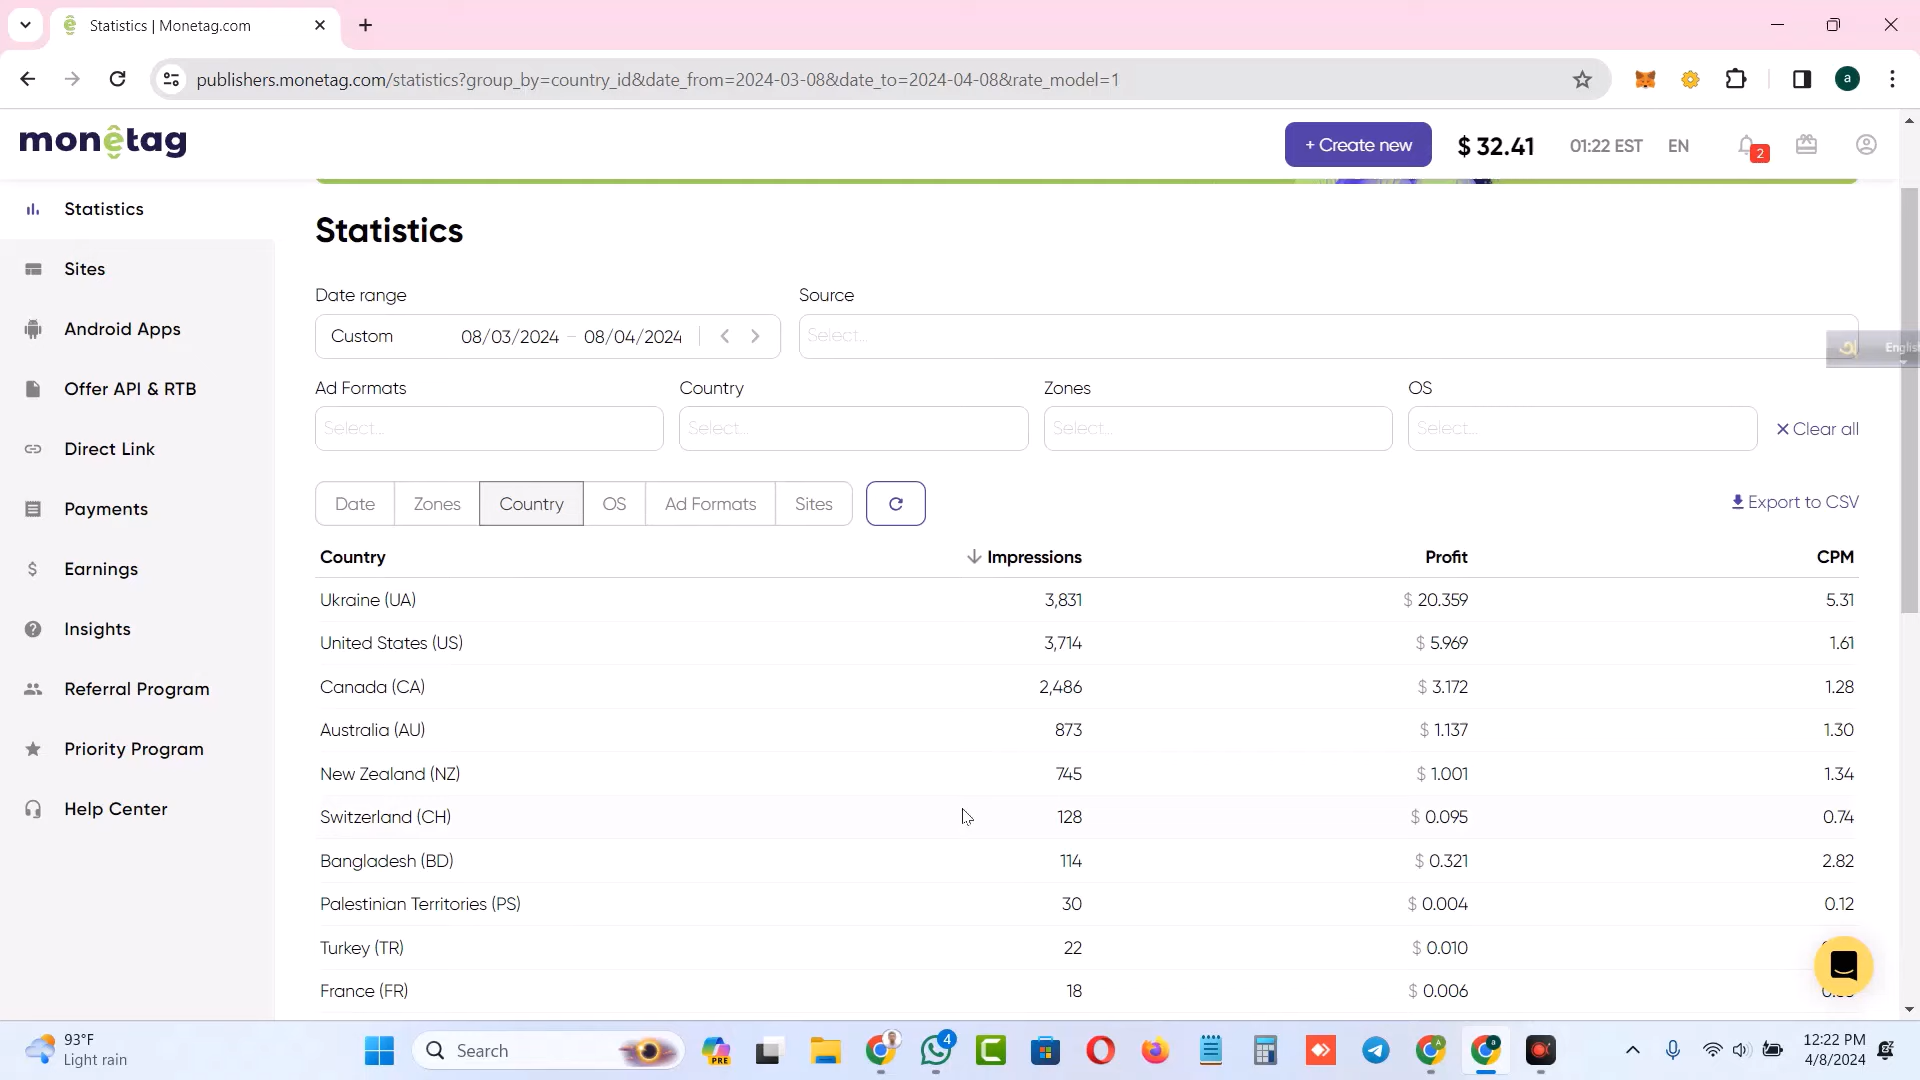 Statistics | Monetag.com
publishers.monetag.com/statistics?group_by=country_id&date_from=2024-03-08&date_to=2024-04-08&rate_model=1
a
monetag
+ Create new
$ 32.41
01:22 EST
EN
2
Statistics
Sites
Android Apps
Offer API & RTB
Direct Link
Payments
Earnings
Insights
Referral Program
Priority Program
Help Center
Statistics
Date range
Source
Custom 08/03/2024 – 08/04/2024
Select...
English
Ad Formats Country Zones OS
Select... Select... Select... Select...
Clear all
Date Zones Country OS Ad Formats Sites
Export to CSV
Country Impressions Profit CPM
Ukraine (UA) 3,831 $ 20.359 5.31
United States (US) 3,714 $ 5.969 1.61
Canada (CA) 2,486 $ 3.172 1.28
Australia (AU) 873 $ 1.137 1.30
New Zealand (NZ) 745 $ 1.001 1.34
Switzerland (CH) 128 $ 0.095 0.74
Bangladesh (BD) 114 $ 0.321 2.82
Palestinian Territories (PS) 30 $ 0.004 0.12
Turkey (TR) 22 $ 0.010
France (FR) 18 $ 0.006
93°F
Light rain
Search
PRE
4
12:22 PM
4/8/2024